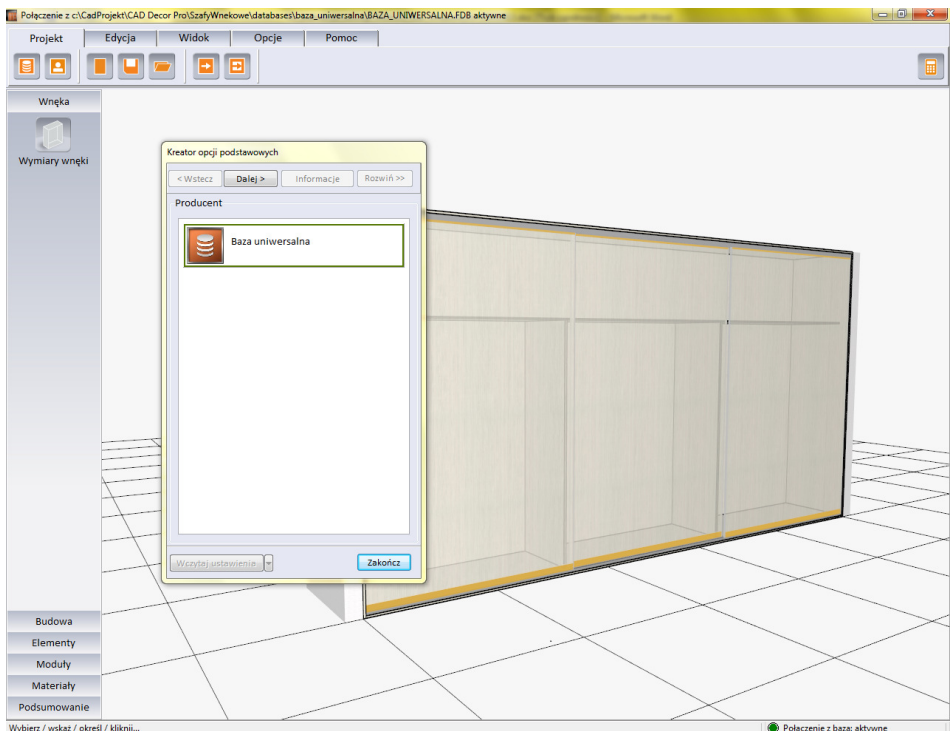 Połączenie z c:\CadProjekt\CAD Decor Pro\SzafyWnekowe\databases\baza_uniwersalna\BAZA_UNIWERSALNA.FDB aktywne
Projekt Edycja Widok Opcje Pomoc
Wnęka
Wymiary wnęki
Kreator opcji podstawowych
< Wstecz Dalej > Informacje Rozwiń >>
Producent
Baza uniwersalna
Wczytaj ustawienia Zakończ
Budowa
Elementy
Moduły
Materiały
Podsumowanie
Wybierz / wskaż / określ / kliknij... Połączenie z bazą: aktywne